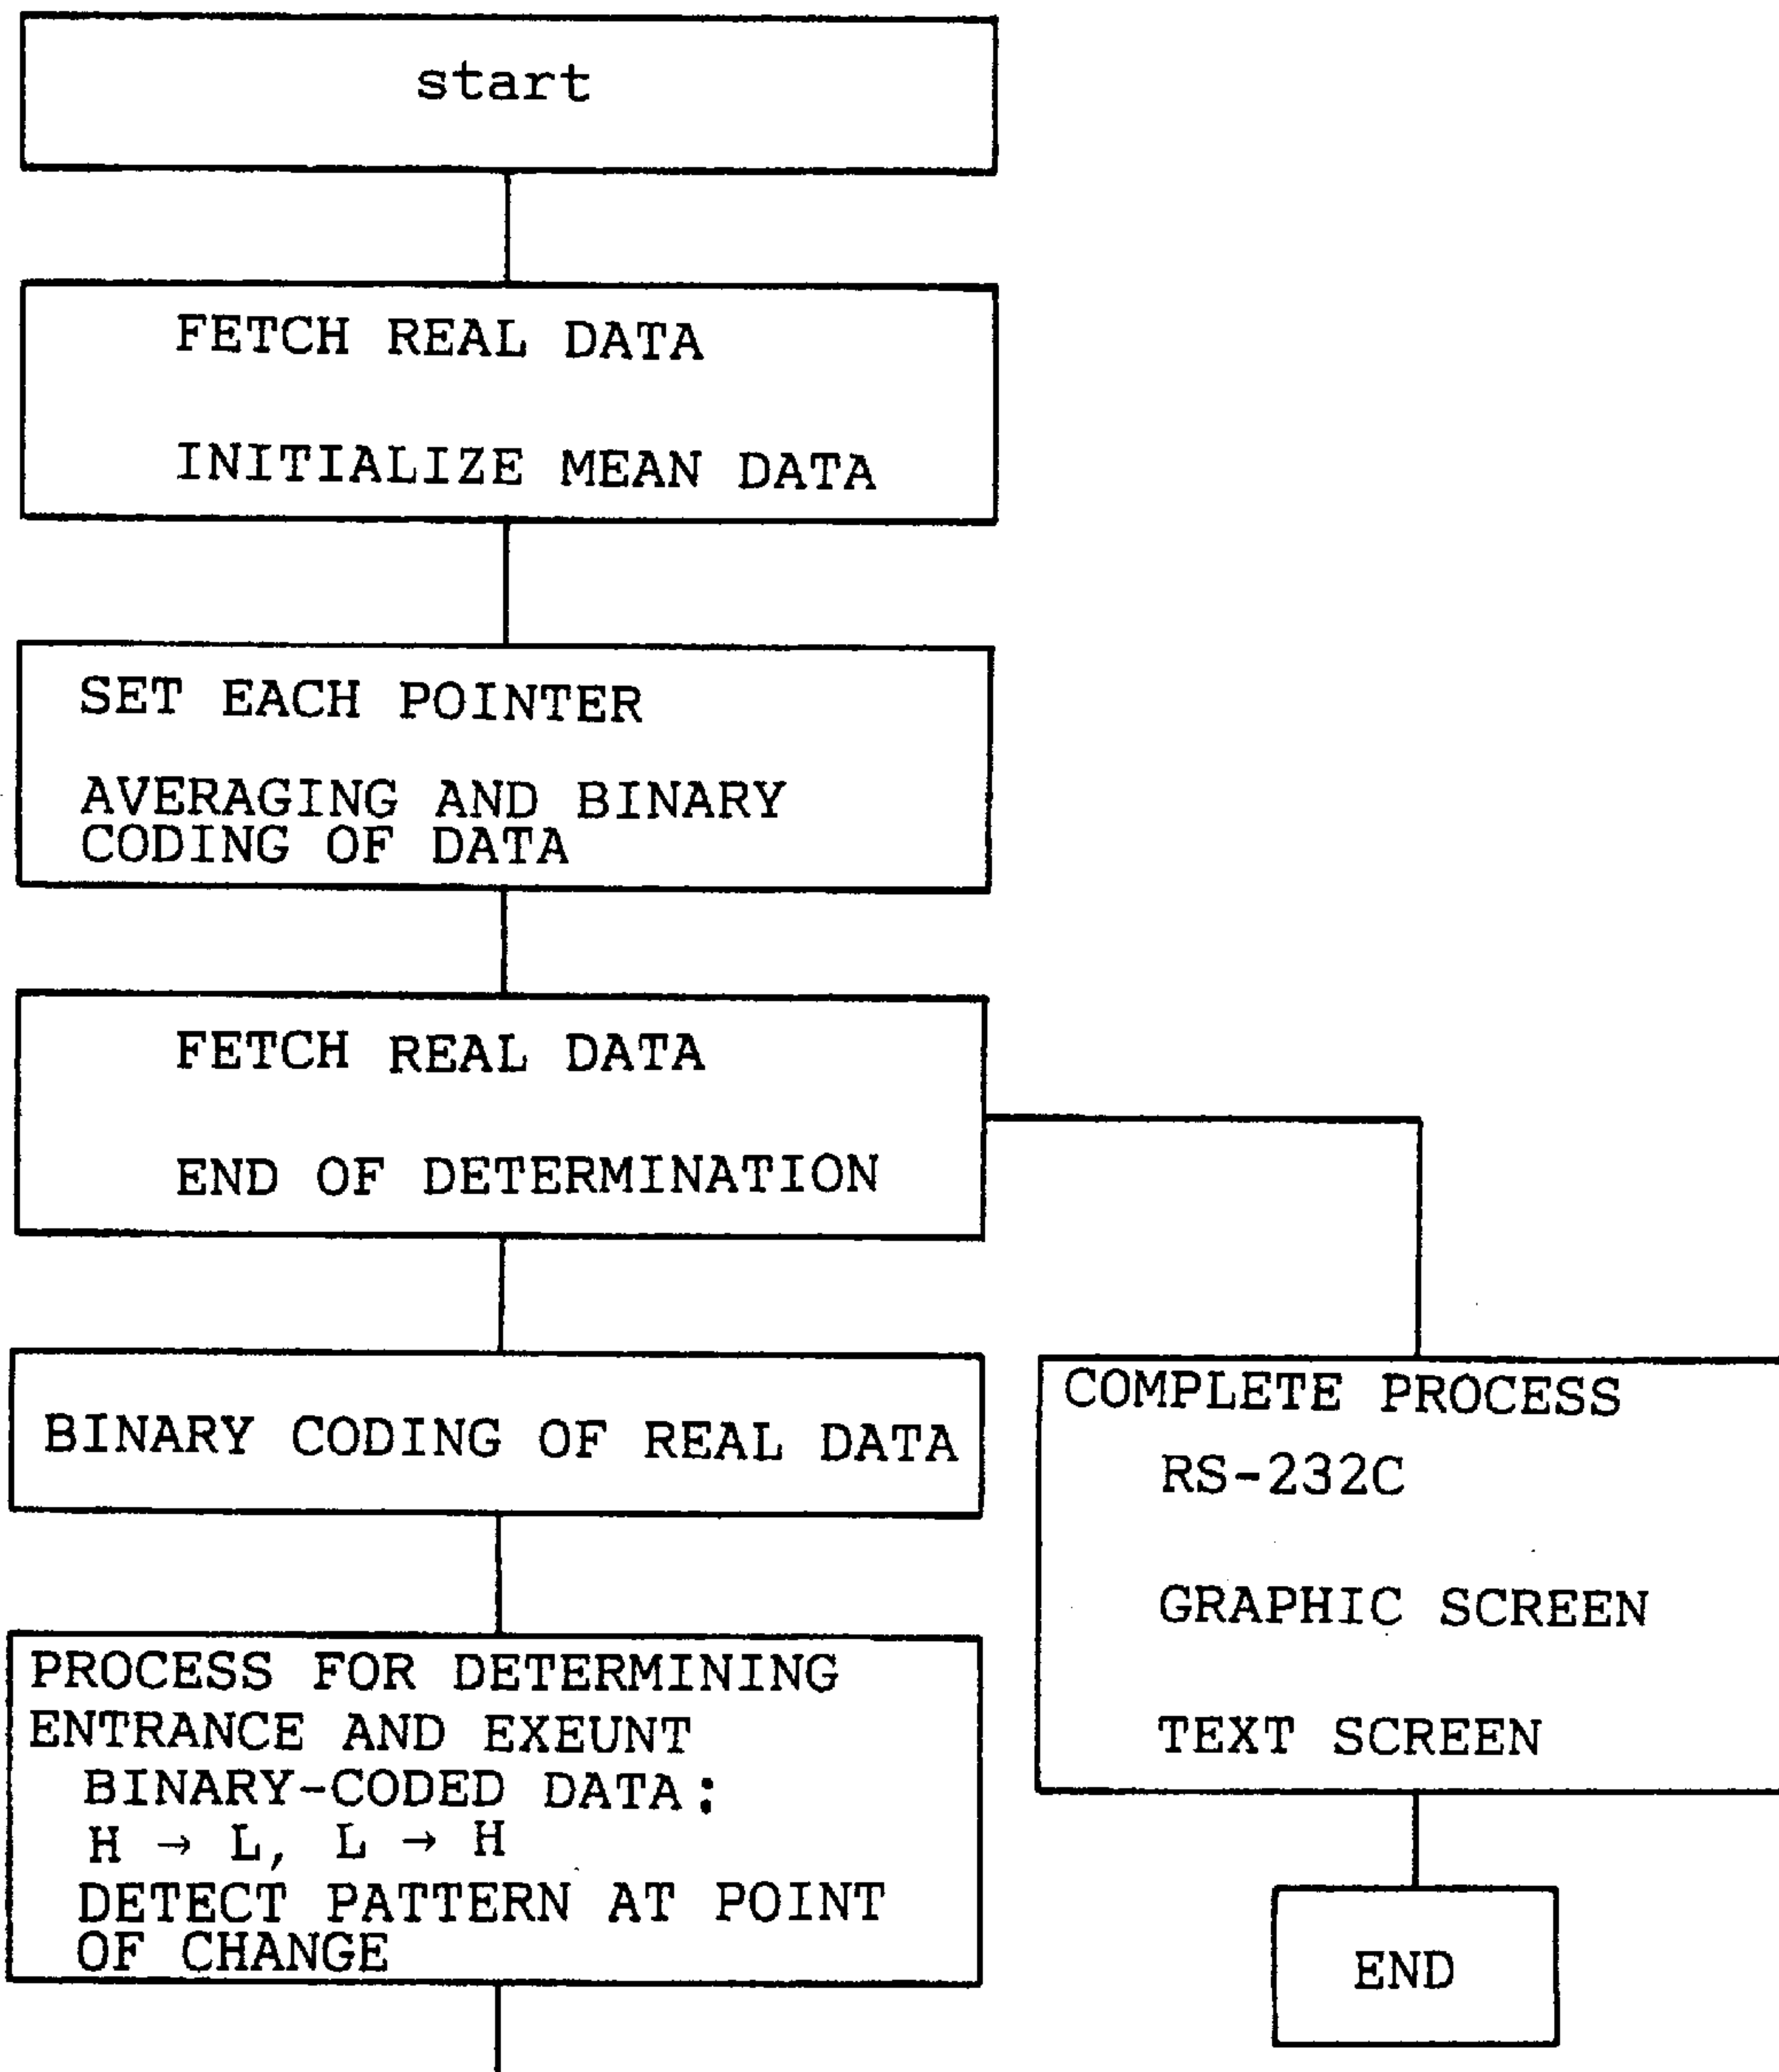 start
FETCH REAL DATA
INITIALIZE MEAN DATA
SET EACH POINTER
AVERAGING AND BINARY
CODING OF DATA
FETCH REAL DATA
END OF DETERMINATION
BINARY CODING OF REAL DATA
PROCESS FOR DETERMINING
ENTRANCE AND EXEUNT
BINARY-CODED DATA:
H → L, L → H
DETECT PATTERN AT POINT
OF CHANGE
COMPLETE PROCESS
RS-232C
GRAPHIC SCREEN
TEXT SCREEN
END